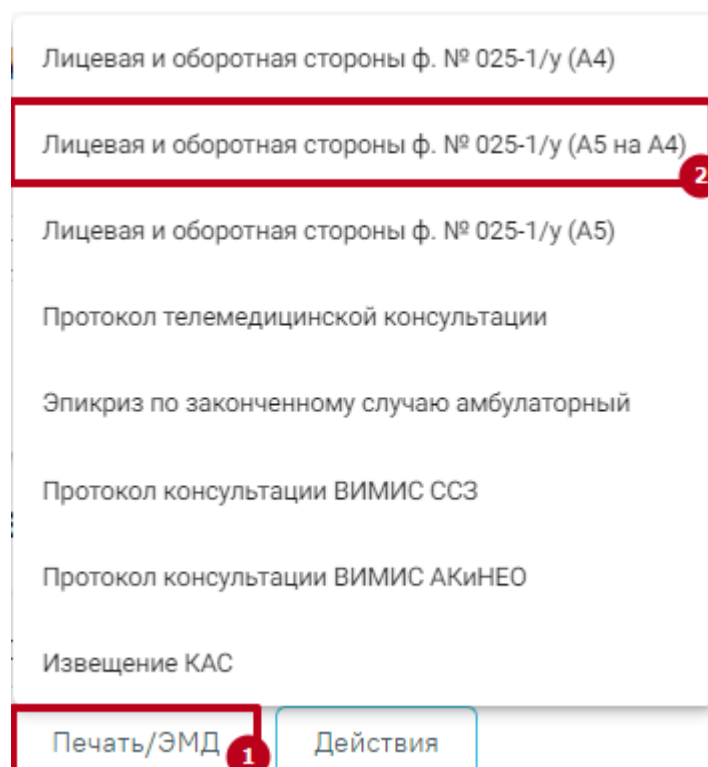 Лицевая и оборотная стороны ф. № 025-1/у (А4)
Лицевая и оборотная стороны ф. № 025-1/у (А5 на А4)
2
Лицевая и оборотная стороны ф. № 025-1/у (А5)
Протокол телемедицинской консультации
Эпикриз по законченному случаю амбулаторный
Протокол консультации ВИМИС ССЗ
Протокол консультации ВИМИС АКиНЕО
Извещение КАС
Печать/ЭМД 1 Действия